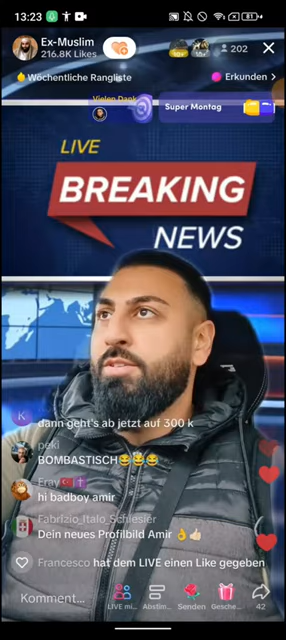 13:23
81%
Ex-Muslim
216.8K Likes
202
Wöchentliche Rangliste
Erkunden >
Vielen Dank
Super Montag
LIVE
BREAKING
NEWS
K
dann geht's ab jetzt auf 300 k
peki
BOMBASTISCH😂😇😂
Eray🇹🇷✝️
hi badboy amir
Fabrizio_Italo_Schlesier
Dein neues Profilbild Amir 👌👍🏻
Francesco hat dem LIVE einen Like gegeben
Komment...
LIVE mi...
Abstim...
Senden
Gesche...
42